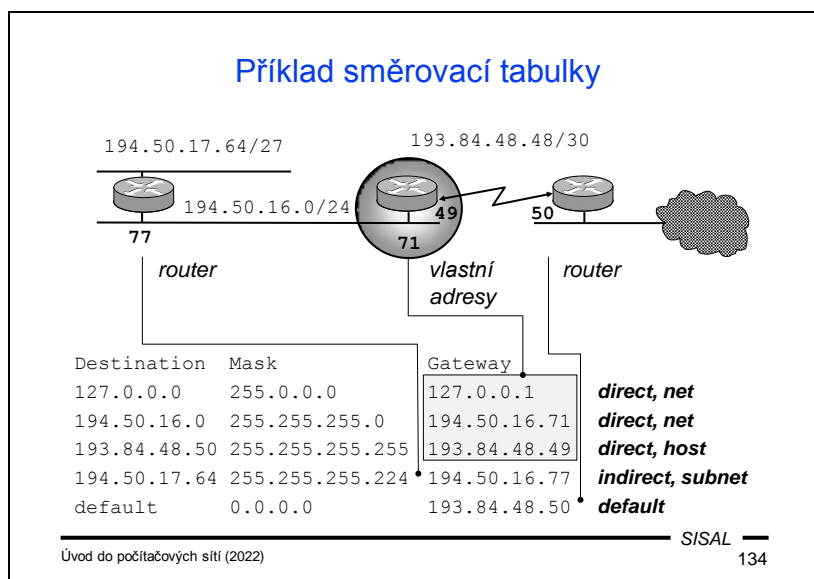 Příklad směrovací tabulky
194.50.17.64/27
193.84.48.48/30
194.50.16.0/24
49
50
77
71
router
vlastní
adresy
router
Destination Mask Gateway
127.0.0.0 255.0.0.0 127.0.0.1 direct, net
194.50.16.0 255.255.255.0 194.50.16.71 direct, net
193.84.48.50 255.255.255.255 193.84.48.49 direct, host
194.50.17.64 255.255.255.224 194.50.16.77 indirect, subnet
default 0.0.0.0 193.84.48.50 default
SISAL
Úvod do počítačových sítí (2022)
134